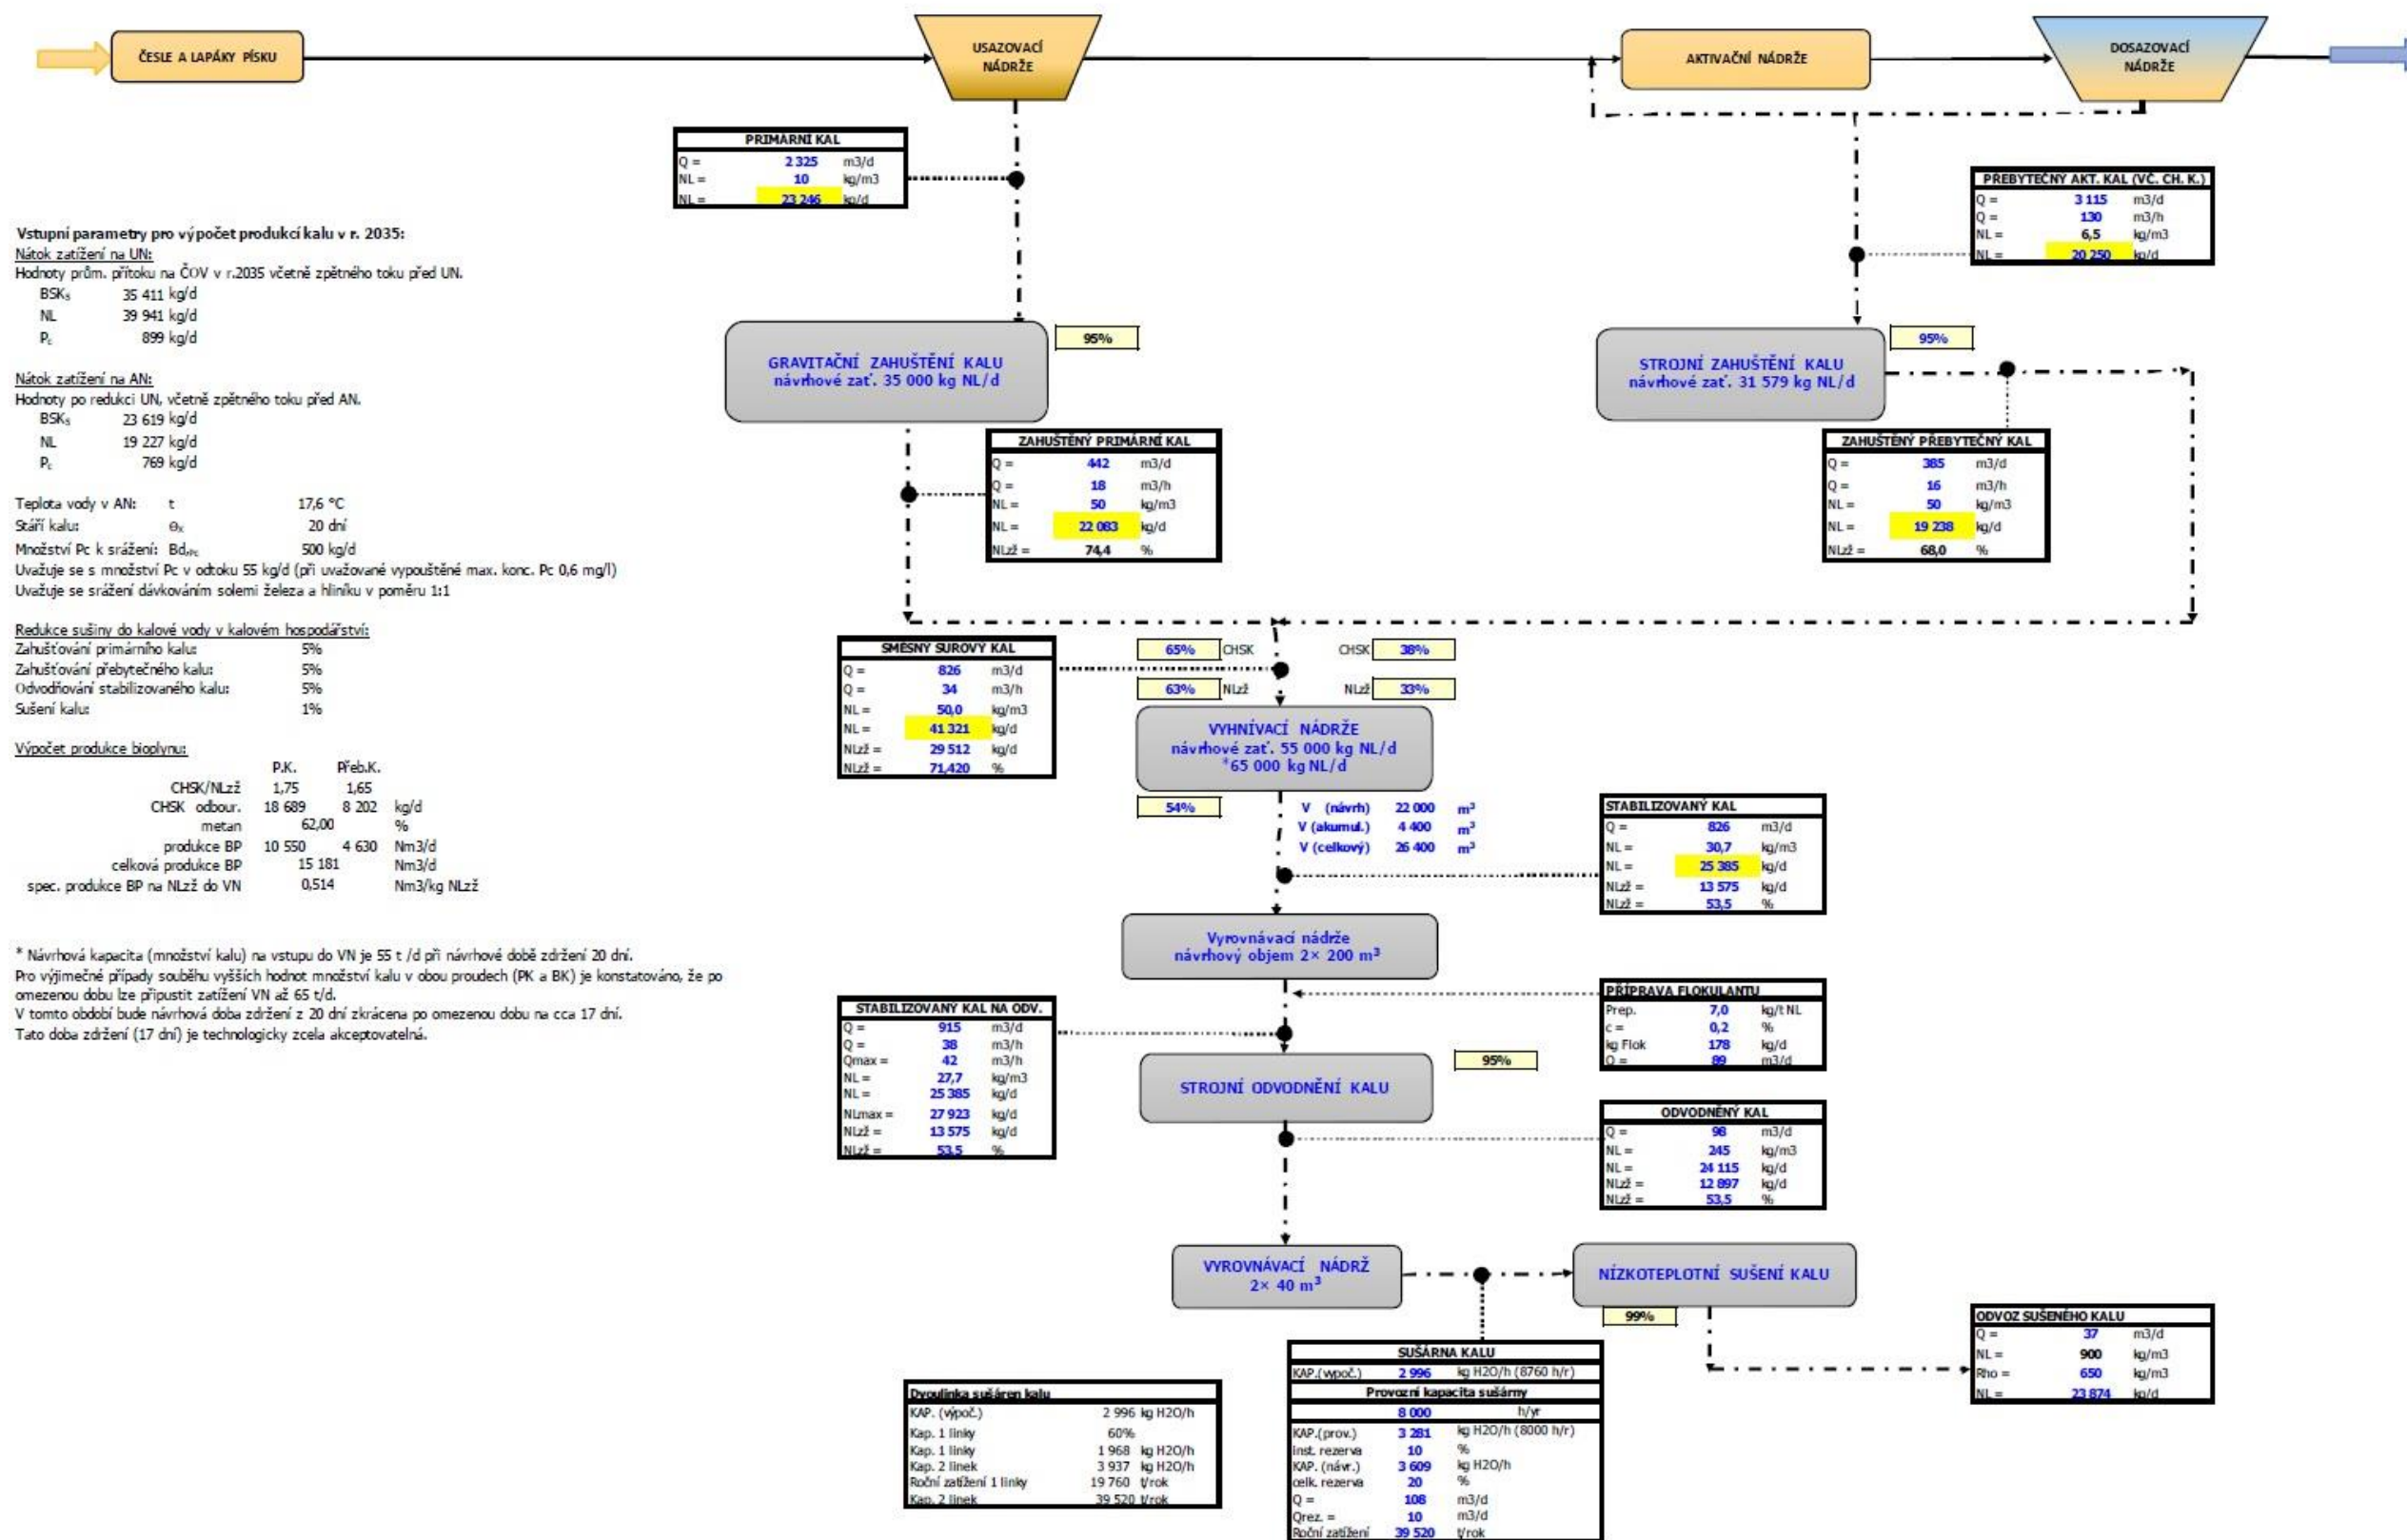 ČESLE A LAPÁKY PÍSKU
USAZOVACÍ
NÁDRŽE
AKTIVAČNÍ NÁDRŽE
DOSAZOVACÍ
NÁDRŽE
PRIMÁRNÍ KAL
Q = 2 325 m3/d
NL = 10 kg/m3
NL = 23 246 kg/d
PŘEBYTEČNÝ AKT. KAL (VČ. CH. K.)
Q = 3 115 m3/d
Q = 130 m3/h
NL = 6,5 kg/m3
NL = 20 250 kg/d
Vstupní parametry pro výpočet produkcí kalu v r. 2035:
Nátok zatížení na UN:
Hodnoty prům. přítoku na ČOV v r.2035 včetně zpětného toku před UN.
BSK₅ 35 411 kg/d
NL 39 941 kg/d
P꜀ 899 kg/d
Nátok zatížení na AN:
Hodnoty po redukci UN, včetně zpětného toku před AN.
BSK₅ 23 619 kg/d
NL 19 227 kg/d
P꜀ 769 kg/d
Teplota vody v AN: t 17,6 °C
Stáří kalu: Θₓ 20 dní
Množství Pc k srážení: Bd,ₚc 500 kg/d
Uvažuje se s množství Pc v odtoku 55 kg/d (při uvažované vypouštěné max. konc. Pc 0,6 mg/l)
Uvažuje se srážení dávkováním solemi železa a hliníku v poměru 1:1
Redukce sušiny do kalové vody v kalovém hospodářství:
Zahušťování primárního kalu: 5%
Zahušťování přebytečného kalu: 5%
Odvodňování stabilizovaného kalu: 5%
Sušení kalu: 1%
Výpočet produkce bioplynu:
P.K. Přeb.K.
CHSK/NLzž 1,75 1,65
CHSK odbour. 18 689 8 202 kg/d
metan 62,00 %
produkce BP 10 550 4 630 Nm3/d
celková produkce BP 15 181 Nm3/d
spec. produkce BP na NLzž do VN 0,514 Nm3/kg NLzž
* Návrhová kapacita (množství kalu) na vstupu do VN je 55 t /d při návrhové době zdržení 20 dní.
Pro výjimečné případy souběhu vyšších hodnot množství kalu v obou proudech (PK a BK) je konstatováno, že po
omezenou dobu lze připustit zatížení VN až 65 t/d.
V tomto období bude návrhová doba zdržení z 20 dní zkrácena po omezenou dobu na cca 17 dní.
Tato doba zdržení (17 dní) je technologicky zcela akceptovatelná.
GRAVITAČNÍ ZAHUŠTĚNÍ KALU
návrhové zať. 35 000 kg NL/d
95%
STROJNÍ ZAHUŠTĚNÍ KALU
návrhové zať. 31 579 kg NL/d
95%
ZAHUŠTĚNÝ PRIMÁRNÍ KAL
Q = 442 m3/d
Q = 18 m3/h
NL = 50 kg/m3
NL = 22 083 kg/d
NLzž = 74,4 %
ZAHUŠTĚNÝ PŘEBYTEČNÝ KAL
Q = 385 m3/d
Q = 16 m3/h
NL = 50 kg/m3
NL = 19 238 kg/d
NLzž = 68,0 %
SMĚSNÝ SUROVÝ KAL
Q = 826 m3/d
Q = 34 m3/h
NL = 50,0 kg/m3
NL = 41 321 kg/d
NLzž = 29 512 kg/d
NLzž = 71,420 %
65% CHSK CHSK 38%
63% NLzž NLzž 33%
VYHNÍVACÍ NÁDRŽE
návrhové zať. 55 000 kg NL/d
*65 000 kg NL/d
54%
V (návrh) 22 000 m³
V (akumul.) 4 400 m³
V (celkový) 26 400 m³
STABILIZOVANÝ KAL
Q = 826 m3/d
NL = 30,7 kg/m3
NL = 25 385 kg/d
NLzž = 13 575 kg/d
NLzž = 53,5 %
Vyrovnávací nádrže
návrhový objem 2× 200 m³
PŘÍPRAVA FLOKULANTU
Prep. 7,0 kg/t NL
c = 0,2 %
kg Flok 178 kg/d
Q = 89 m3/d
STABILIZOVANÝ KAL NA ODV.
Q = 915 m3/d
Q = 38 m3/h
Qmax = 42 m3/h
NL = 27,7 kg/m3
NL = 25 385 kg/d
NLmax = 27 923 kg/d
NLzž = 13 575 kg/d
NLzž = 53,5 %
STROJNÍ ODVODNĚNÍ KALU
95%
ODVODNĚNÝ KAL
Q = 98 m3/d
NL = 245 kg/m3
NL = 24 115 kg/d
NLzž = 12 897 kg/d
NLzž = 53,5 %
VYROVNÁVACÍ NÁDRŽ
2× 40 m³
NÍZKOTEPLOTNÍ SUŠENÍ KALU
99%
ODVOZ SUŠENÉHO KALU
Q = 37 m3/d
NL = 900 kg/m3
Rho = 650 kg/m3
NL = 23 874 kg/d
SUŠÁRNA KALU
KAP.(vypoč.) 2 996 kg H2O/h (8760 h/r)
Provozní kapacita sušárny
8 000 h/yr
KAP.(prov.) 3 281 kg H2O/h (8000 h/r)
inst. rezerva 10 %
KAP. (návr.) 3 609 kg H2O/h
celk. rezerva 20 %
Q = 108 m3/d
Qrez. = 10 m3/d
Roční zatížení 39 520 t/rok
Dvoulinka sušáren kalu
KAP. (výpoč.) 2 996 kg H2O/h
Kap. 1 linky 60%
Kap. 1 linky 1 968 kg H2O/h
Kap. 2 linek 3 937 kg H2O/h
Roční zatížení 1 linky 19 760 t/rok
Kap. 2 linek 39 520 t/rok